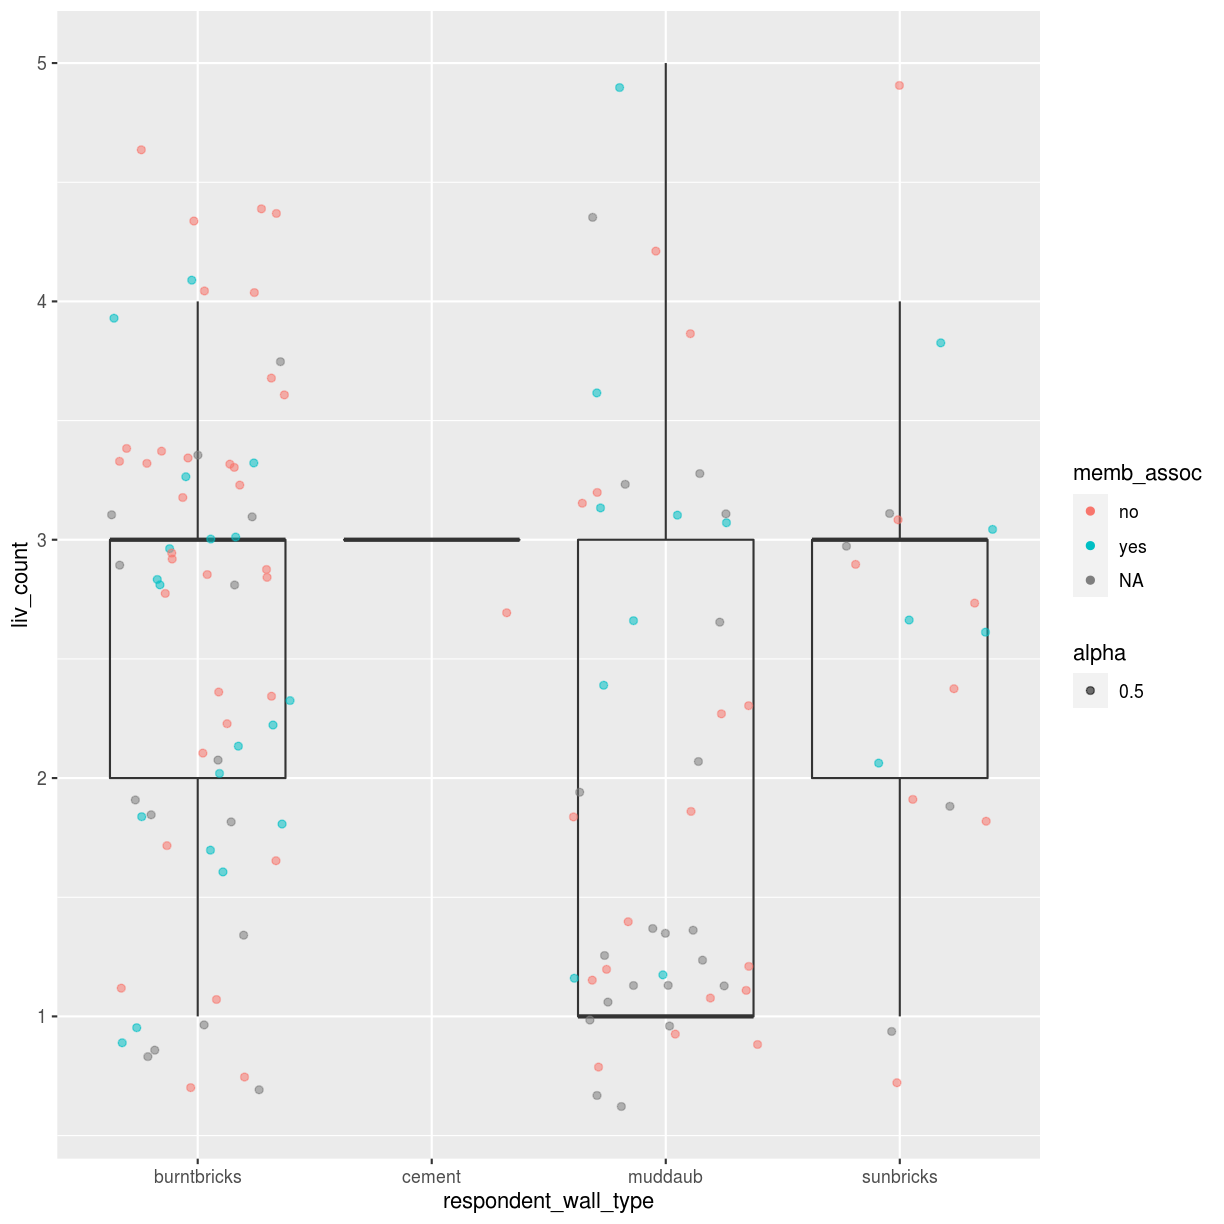 5
4
3
2
1
liv_count
burntbricks cement muddaub sunbricks
respondent_wall_type
memb_assoc
no
yes
NA
alpha
0.5